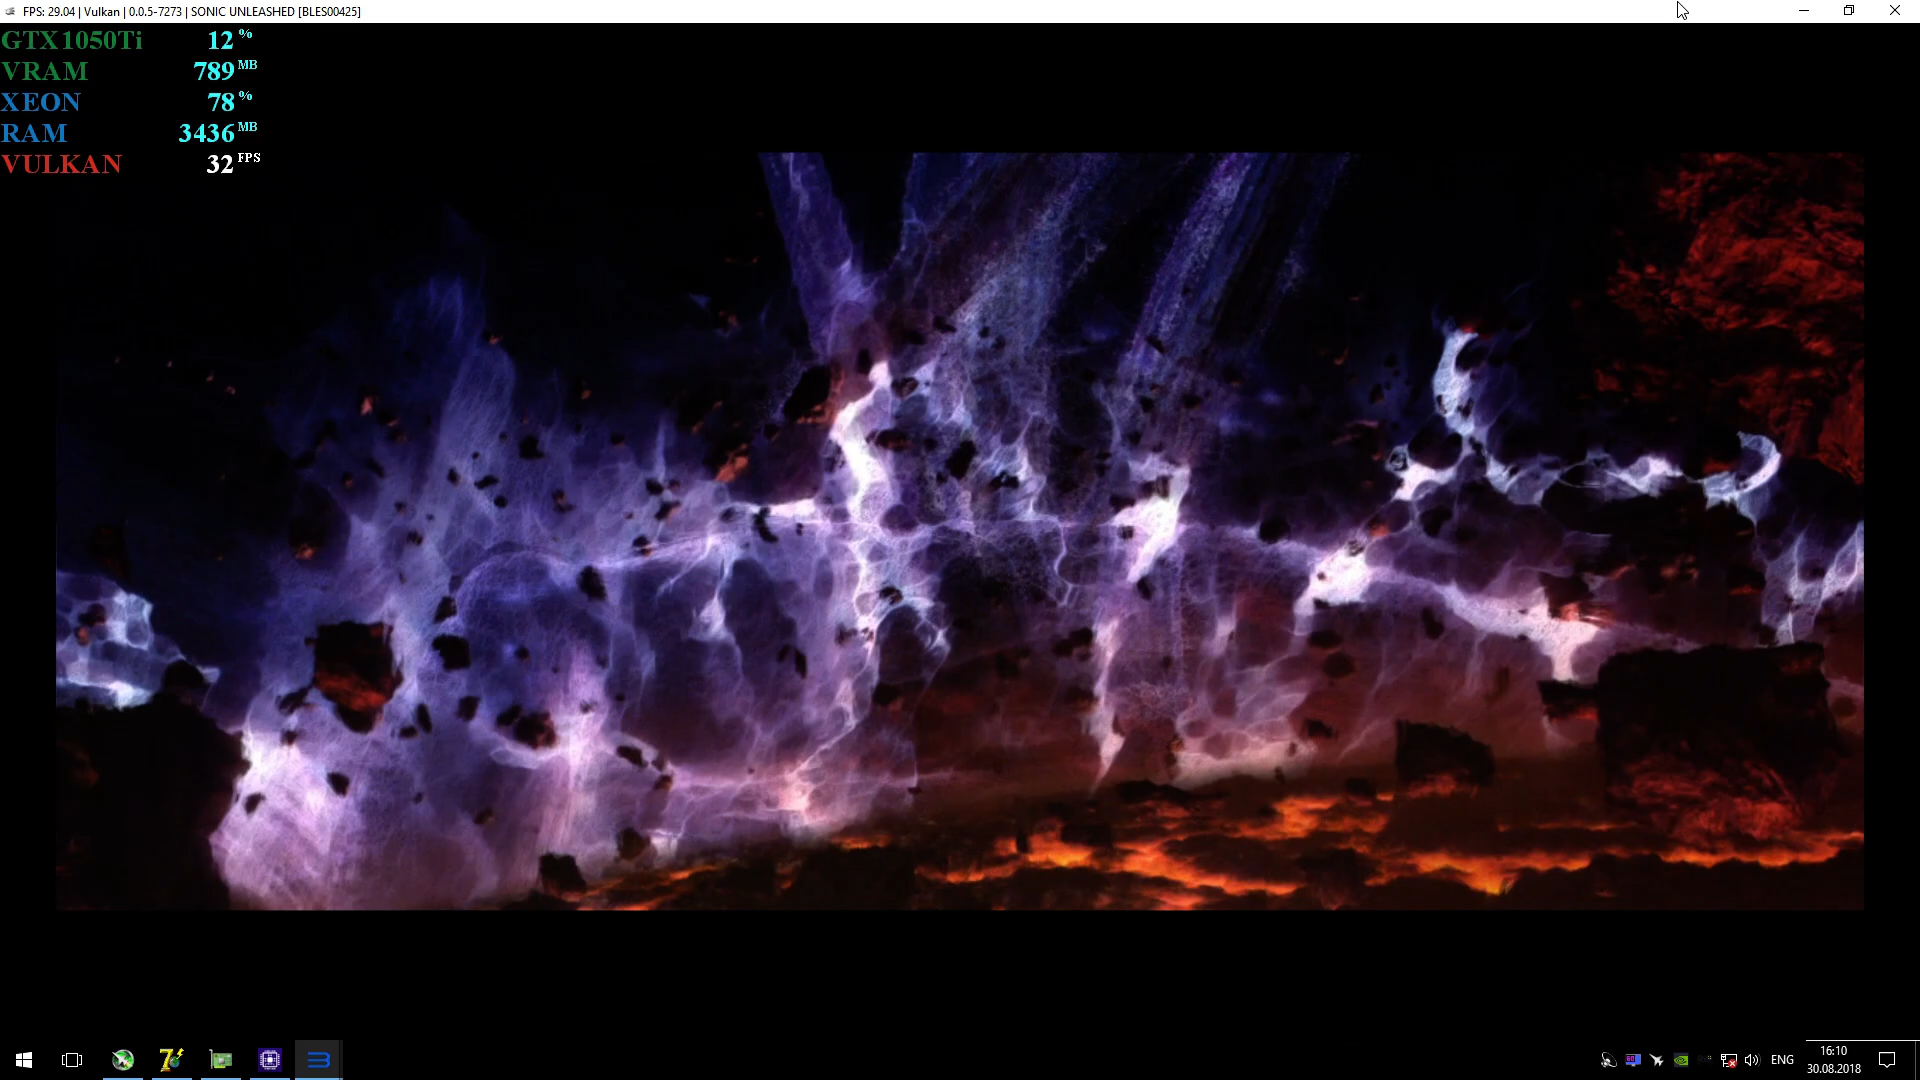 FPS: 29.04 | Vulkan | 0.0.5-7273 | SONIC UNLEASHED [BLES00425]
GTX1050Ti 12 %
VRAM 789 MB
XEON 78 %
RAM 3436 MB
VULKAN 32 FPS
ENG
16:10
30.08.2018